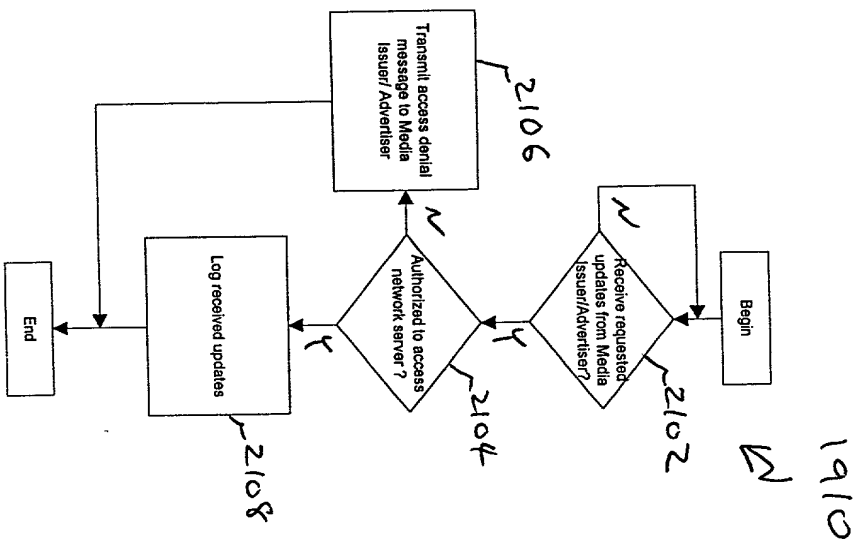 1910
Begin
Receive requested
updates from Media
Issuer/Advertiser?
2102
N
Y
Authorized to access
network server ?
2104
N
Transmit access denial
message to Media
Issuer/ Advertiser
2106
Y
Log received updates
2108
End